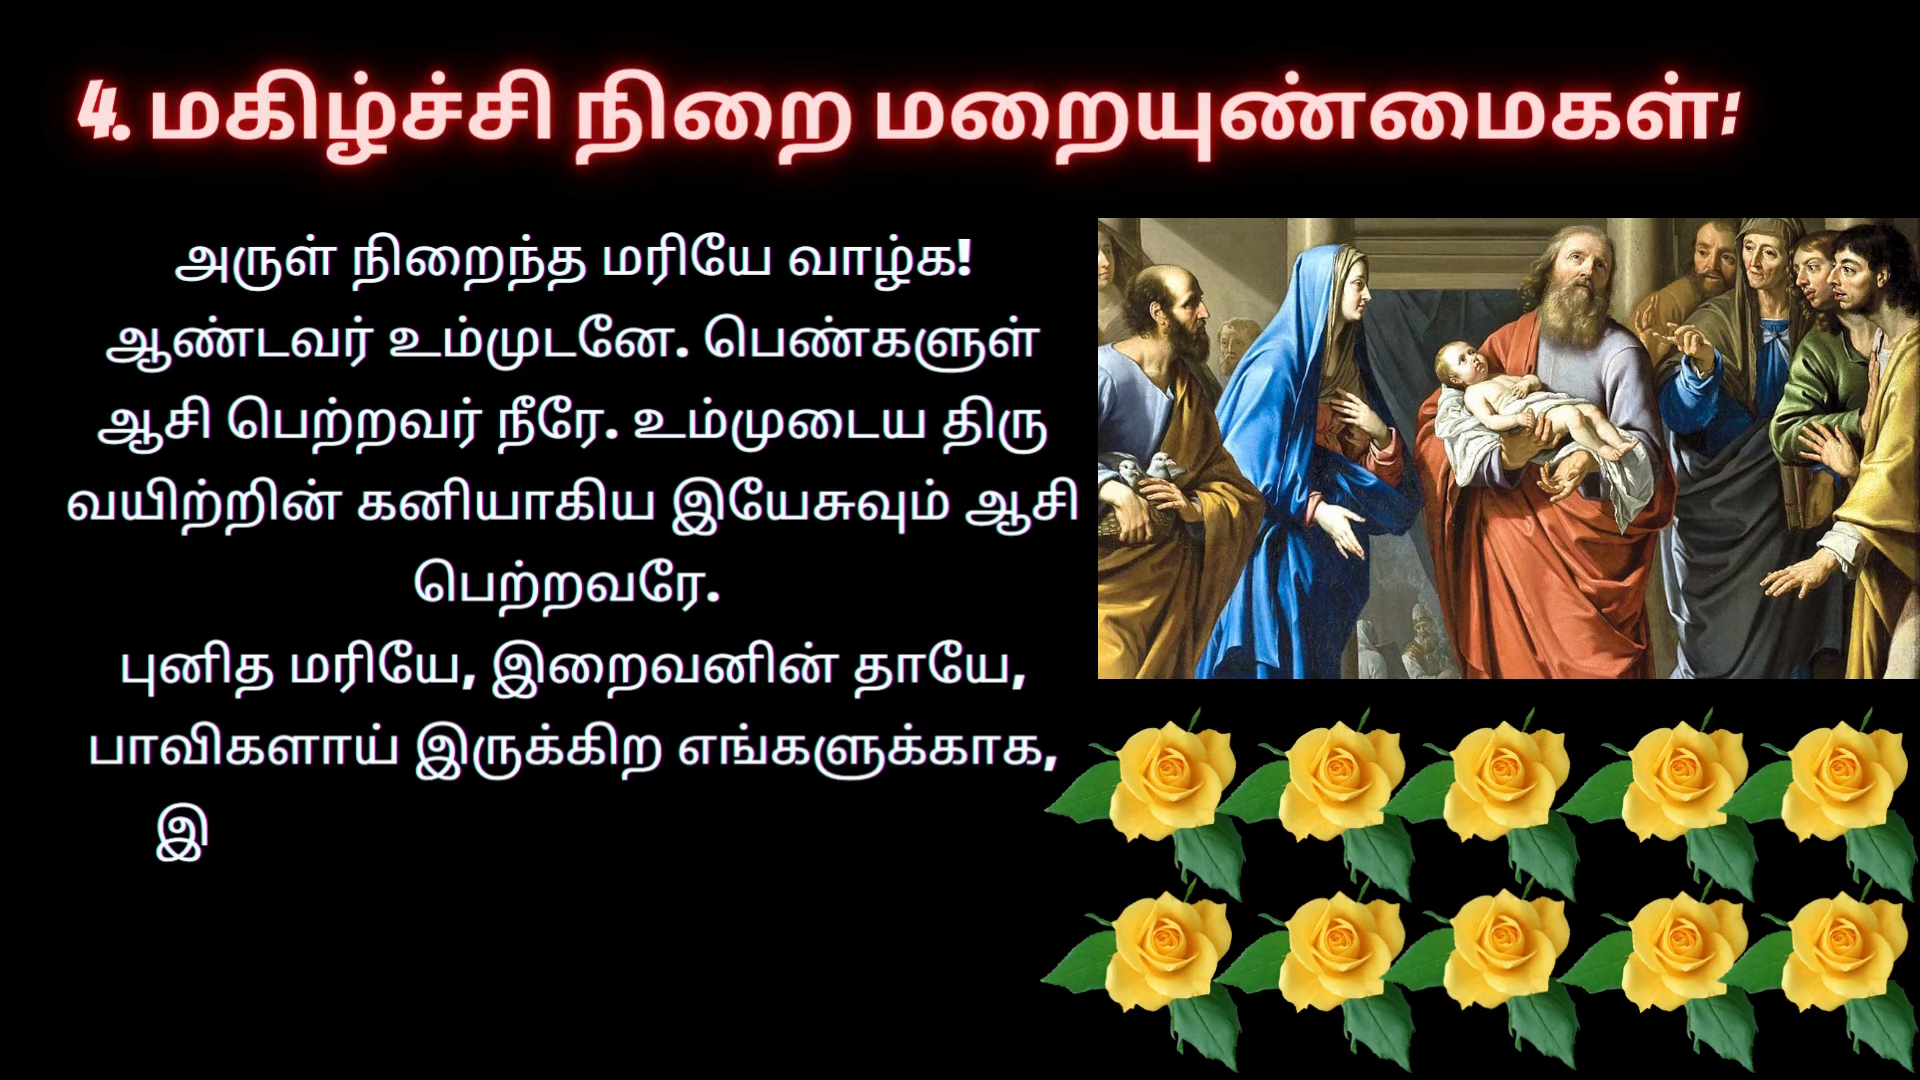 4. மகிழ்ச்சி நிறை மறையுண்மைகள்:
அருள் நிறைந்த மரியே வாழ்க!
ஆண்டவர் உம்முடனே. பெண்களுள்
ஆசி பெற்றவர் நீரே. உம்முடைய திரு
வயிற்றின் கனியாகிய இயேசுவும் ஆசி
பெற்றவரே.
புனித மரியே, இறைவனின் தாயே,
பாவிகளாய் இருக்கிற எங்களுக்காக,
இ